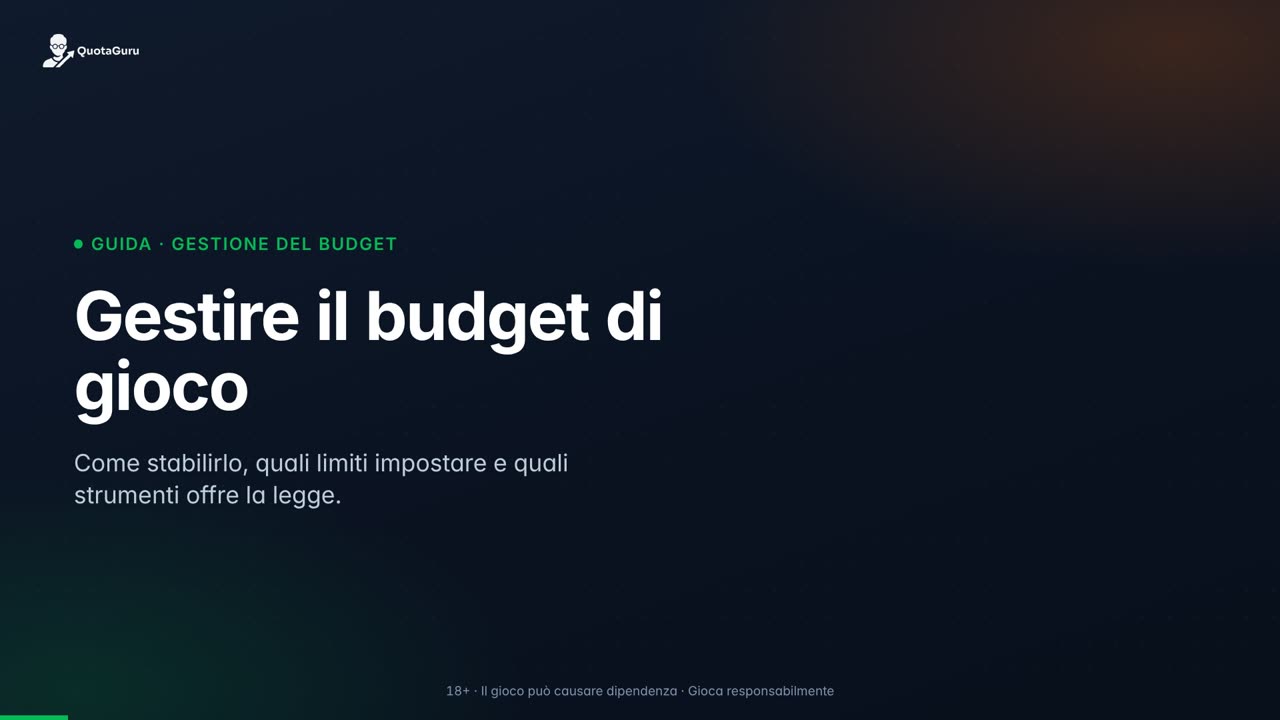 QuotaGuru
GUIDA · GESTIONE DEL BUDGET
Gestire il budget di
gioco
Come stabilirlo, quali limiti impostare e quali
strumenti offre la legge.
18+ · Il gioco può causare dipendenza · Gioca responsabilmente